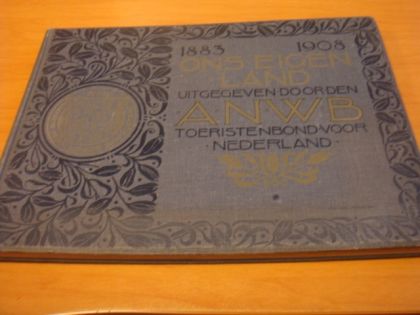 1883 1908
ONS EIGEN
LAND
UITGEGEVEN DOOR DEN
ANWB
TOERISTENBOND VOOR
· NEDERLAND ·